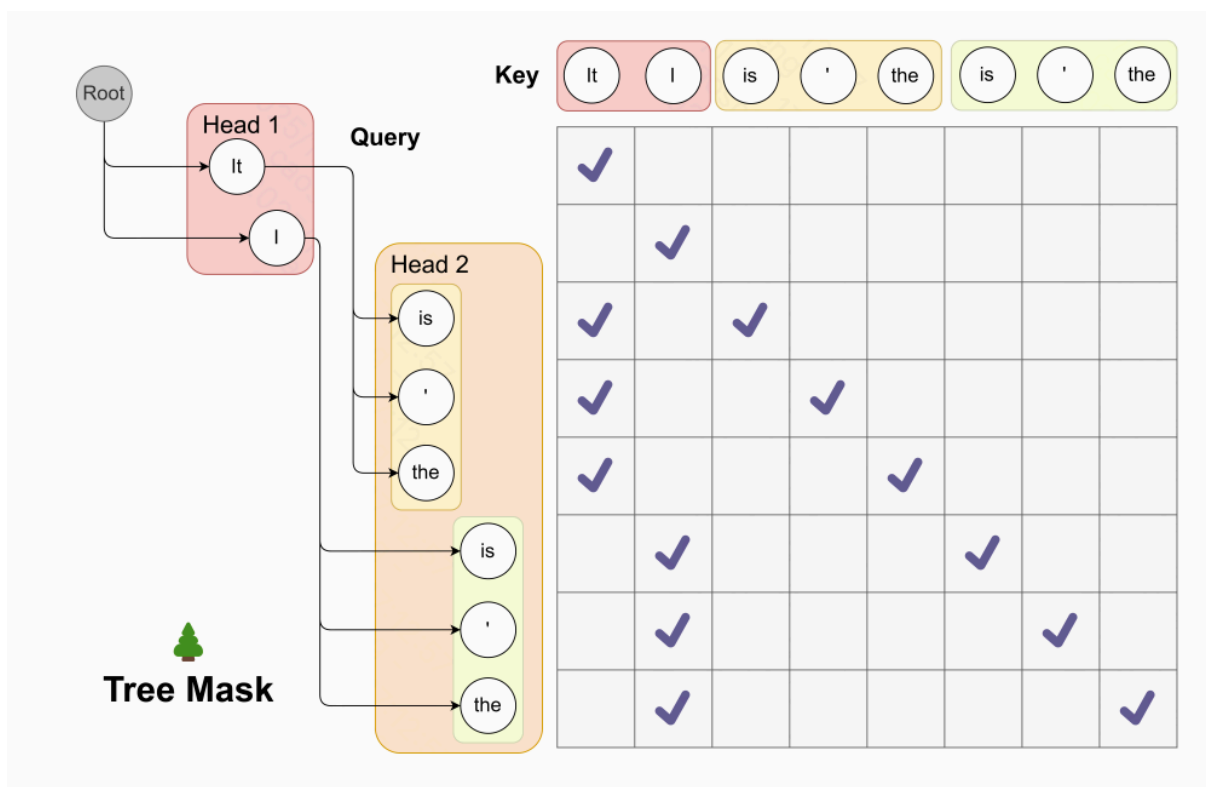 Key It I is ' the is ' the
Root
Head 1
Query
It
I
Head 2
is
'
the
is
'
the
Tree Mask